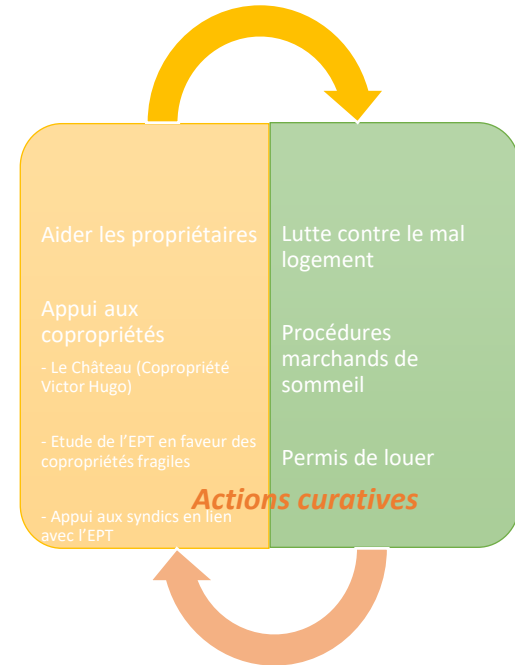 Aider les propriétaires
Appui aux
copropriétés
- Le Château (Copropriété
Victor Hugo)
- Etude de l'EPT en faveur des
copropriétés fragiles
- Appui aux syndics en lien
avec l'EPT
Lutte contre le mal
logement
Procédures
marchands de
sommeil
Permis de louer
Actions curatives